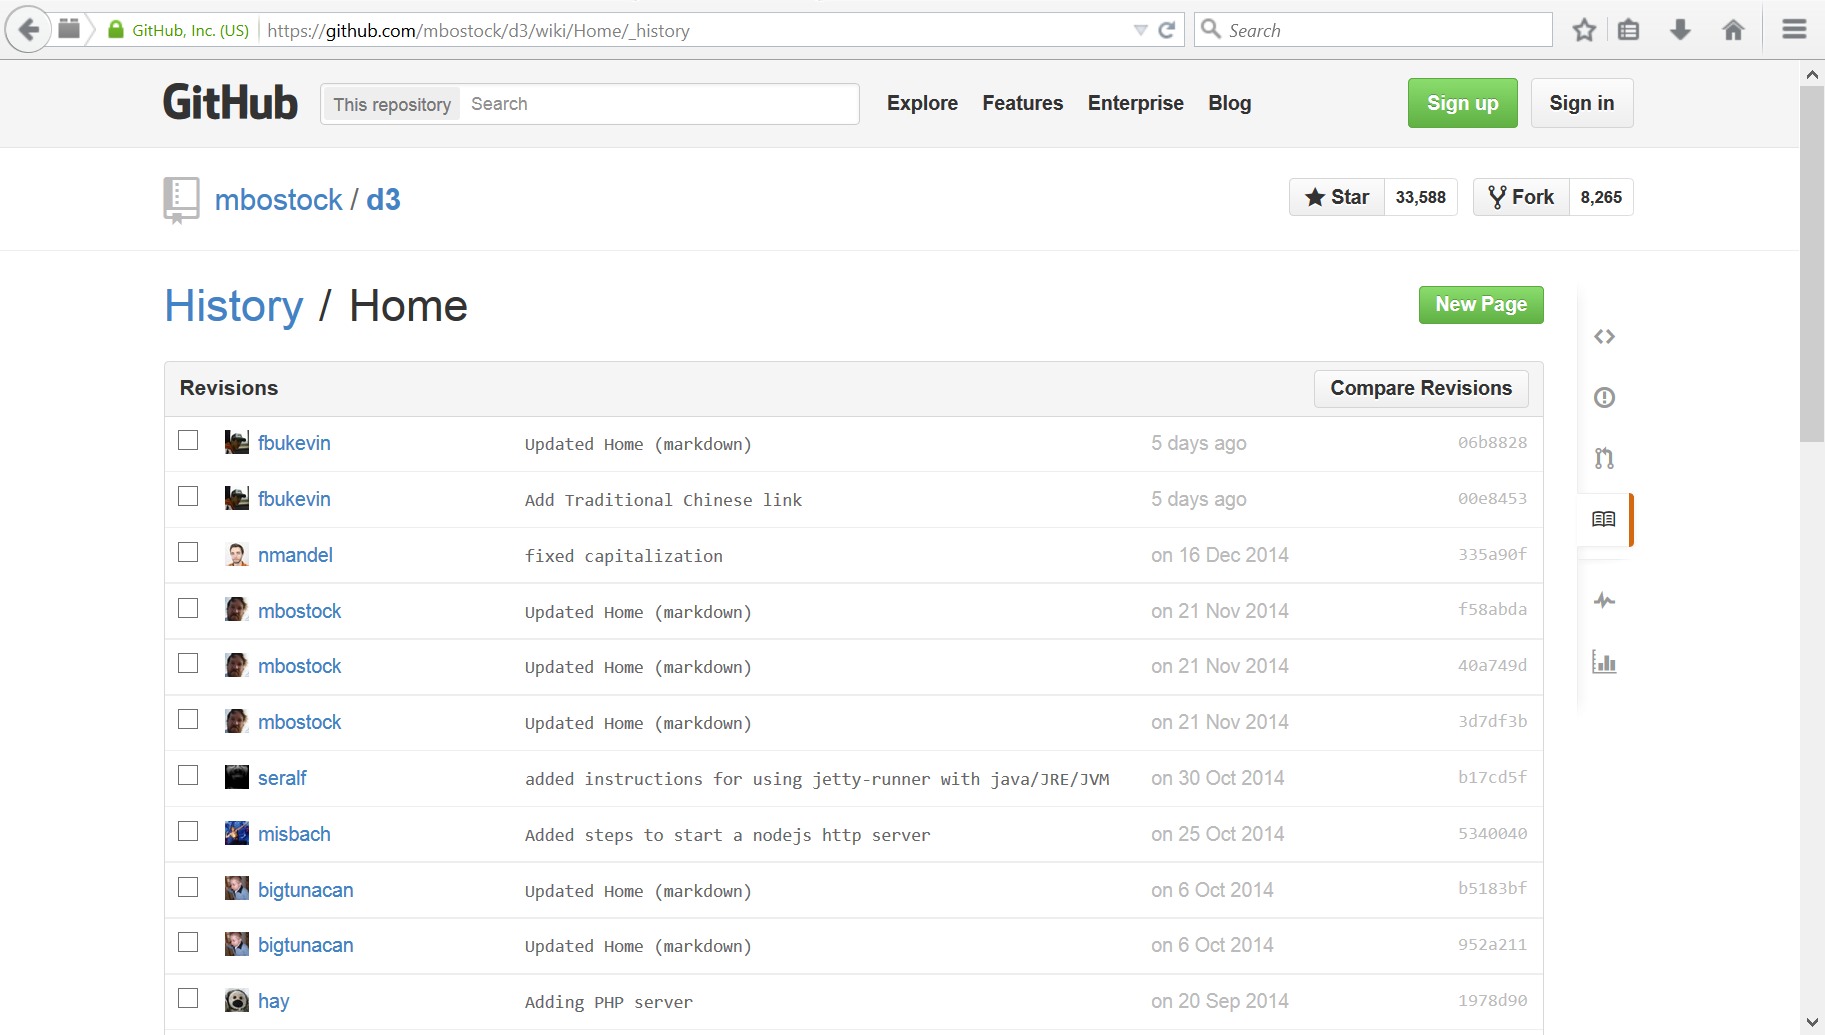 GitHub, Inc. (US) https://github.com/mbostock/d3/wiki/Home/_history Search
GitHub This repository Search Explore Features Enterprise Blog Sign up Sign in
mbostock / d3 Star 33,588 Fork 8,265
History / Home New Page
Revisions Compare Revisions
fbukevin Updated Home (markdown) 5 days ago 06b8828
fbukevin Add Traditional Chinese link 5 days ago 00e8453
nmandel fixed capitalization on 16 Dec 2014 335a90f
mbostock Updated Home (markdown) on 21 Nov 2014 f58abda
mbostock Updated Home (markdown) on 21 Nov 2014 40a749d
mbostock Updated Home (markdown) on 21 Nov 2014 3d7df3b
seralf added instructions for using jetty-runner with java/JRE/JVM on 30 Oct 2014 b17cd5f
misbach Added steps to start a nodejs http server on 25 Oct 2014 5340040
bigtunacan Updated Home (markdown) on 6 Oct 2014 b5183bf
bigtunacan Updated Home (markdown) on 6 Oct 2014 952a211
hay Adding PHP server on 20 Sep 2014 1978d90